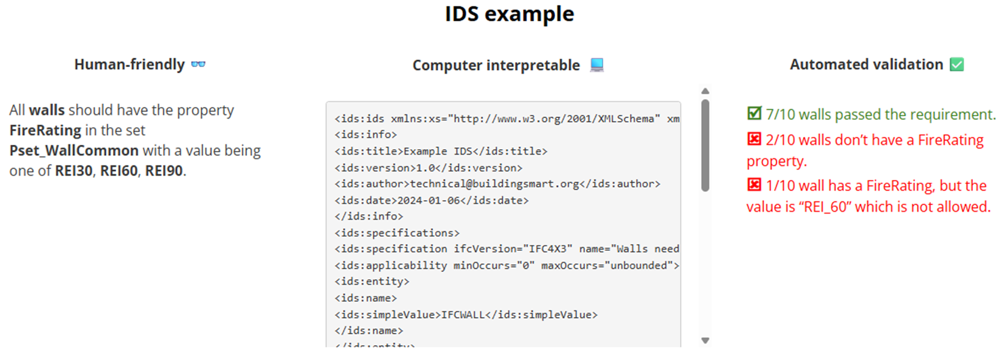 IDS example
Human-friendly
All walls should have the property
FireRating in the set
Pset_WallCommon with a value being
one of REI30, REI60, REI90.
Computer interpretable
<ids:ids xmlns:xs="http://www.w3.org/2001/XMLSchema" xm
<ids:info>
<ids:title>Example IDS</ids:title>
<ids:version>1.0</ids:version>
<ids:author>technical@buildingsmart.org</ids:author>
<ids:date>2024-01-06</ids:date>
</ids:info>
<ids:specifications>
<ids:specification ifcVersion="IFC4X3" name="Walls need
<ids:applicability minOccurs="0" maxOccurs="unbounded">
<ids:entity>
<ids:name>
<ids:simpleValue>IFCWALL</ids:simpleValue>
</ids:name>
</ids:entity>
Automated validation
7/10 walls passed the requirement.
2/10 walls don’t have a FireRating
property.
1/10 wall has a FireRating, but the
value is “REI_60” which is not allowed.